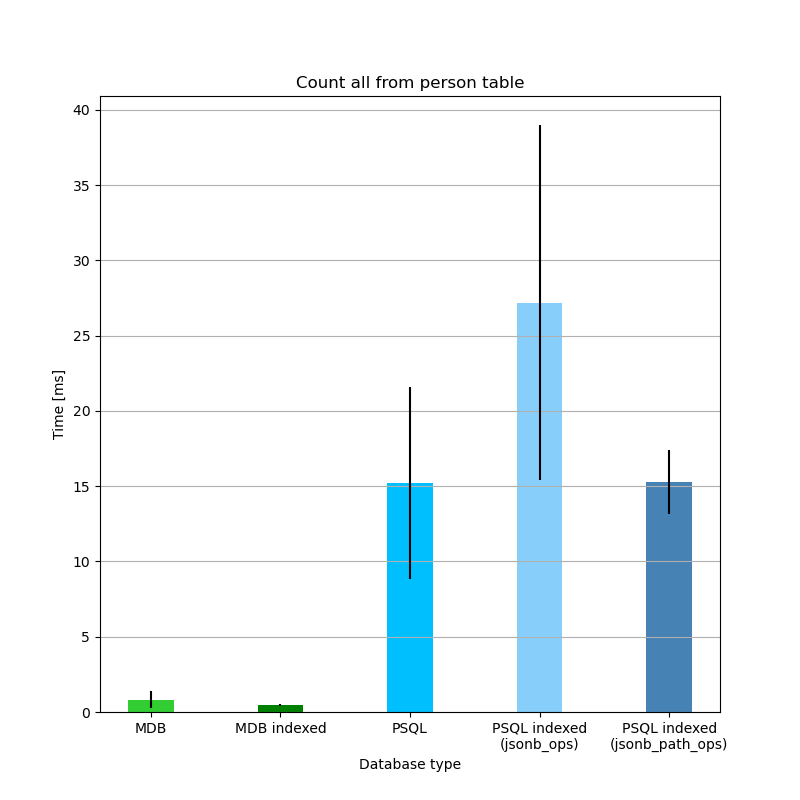 Count all from person table
40
35
30
25
20
15
10
5
0
Time [ms]
MDB
MDB indexed
PSQL
PSQL indexed
(jsonb_ops)
PSQL indexed
(jsonb_path_ops)
Database type